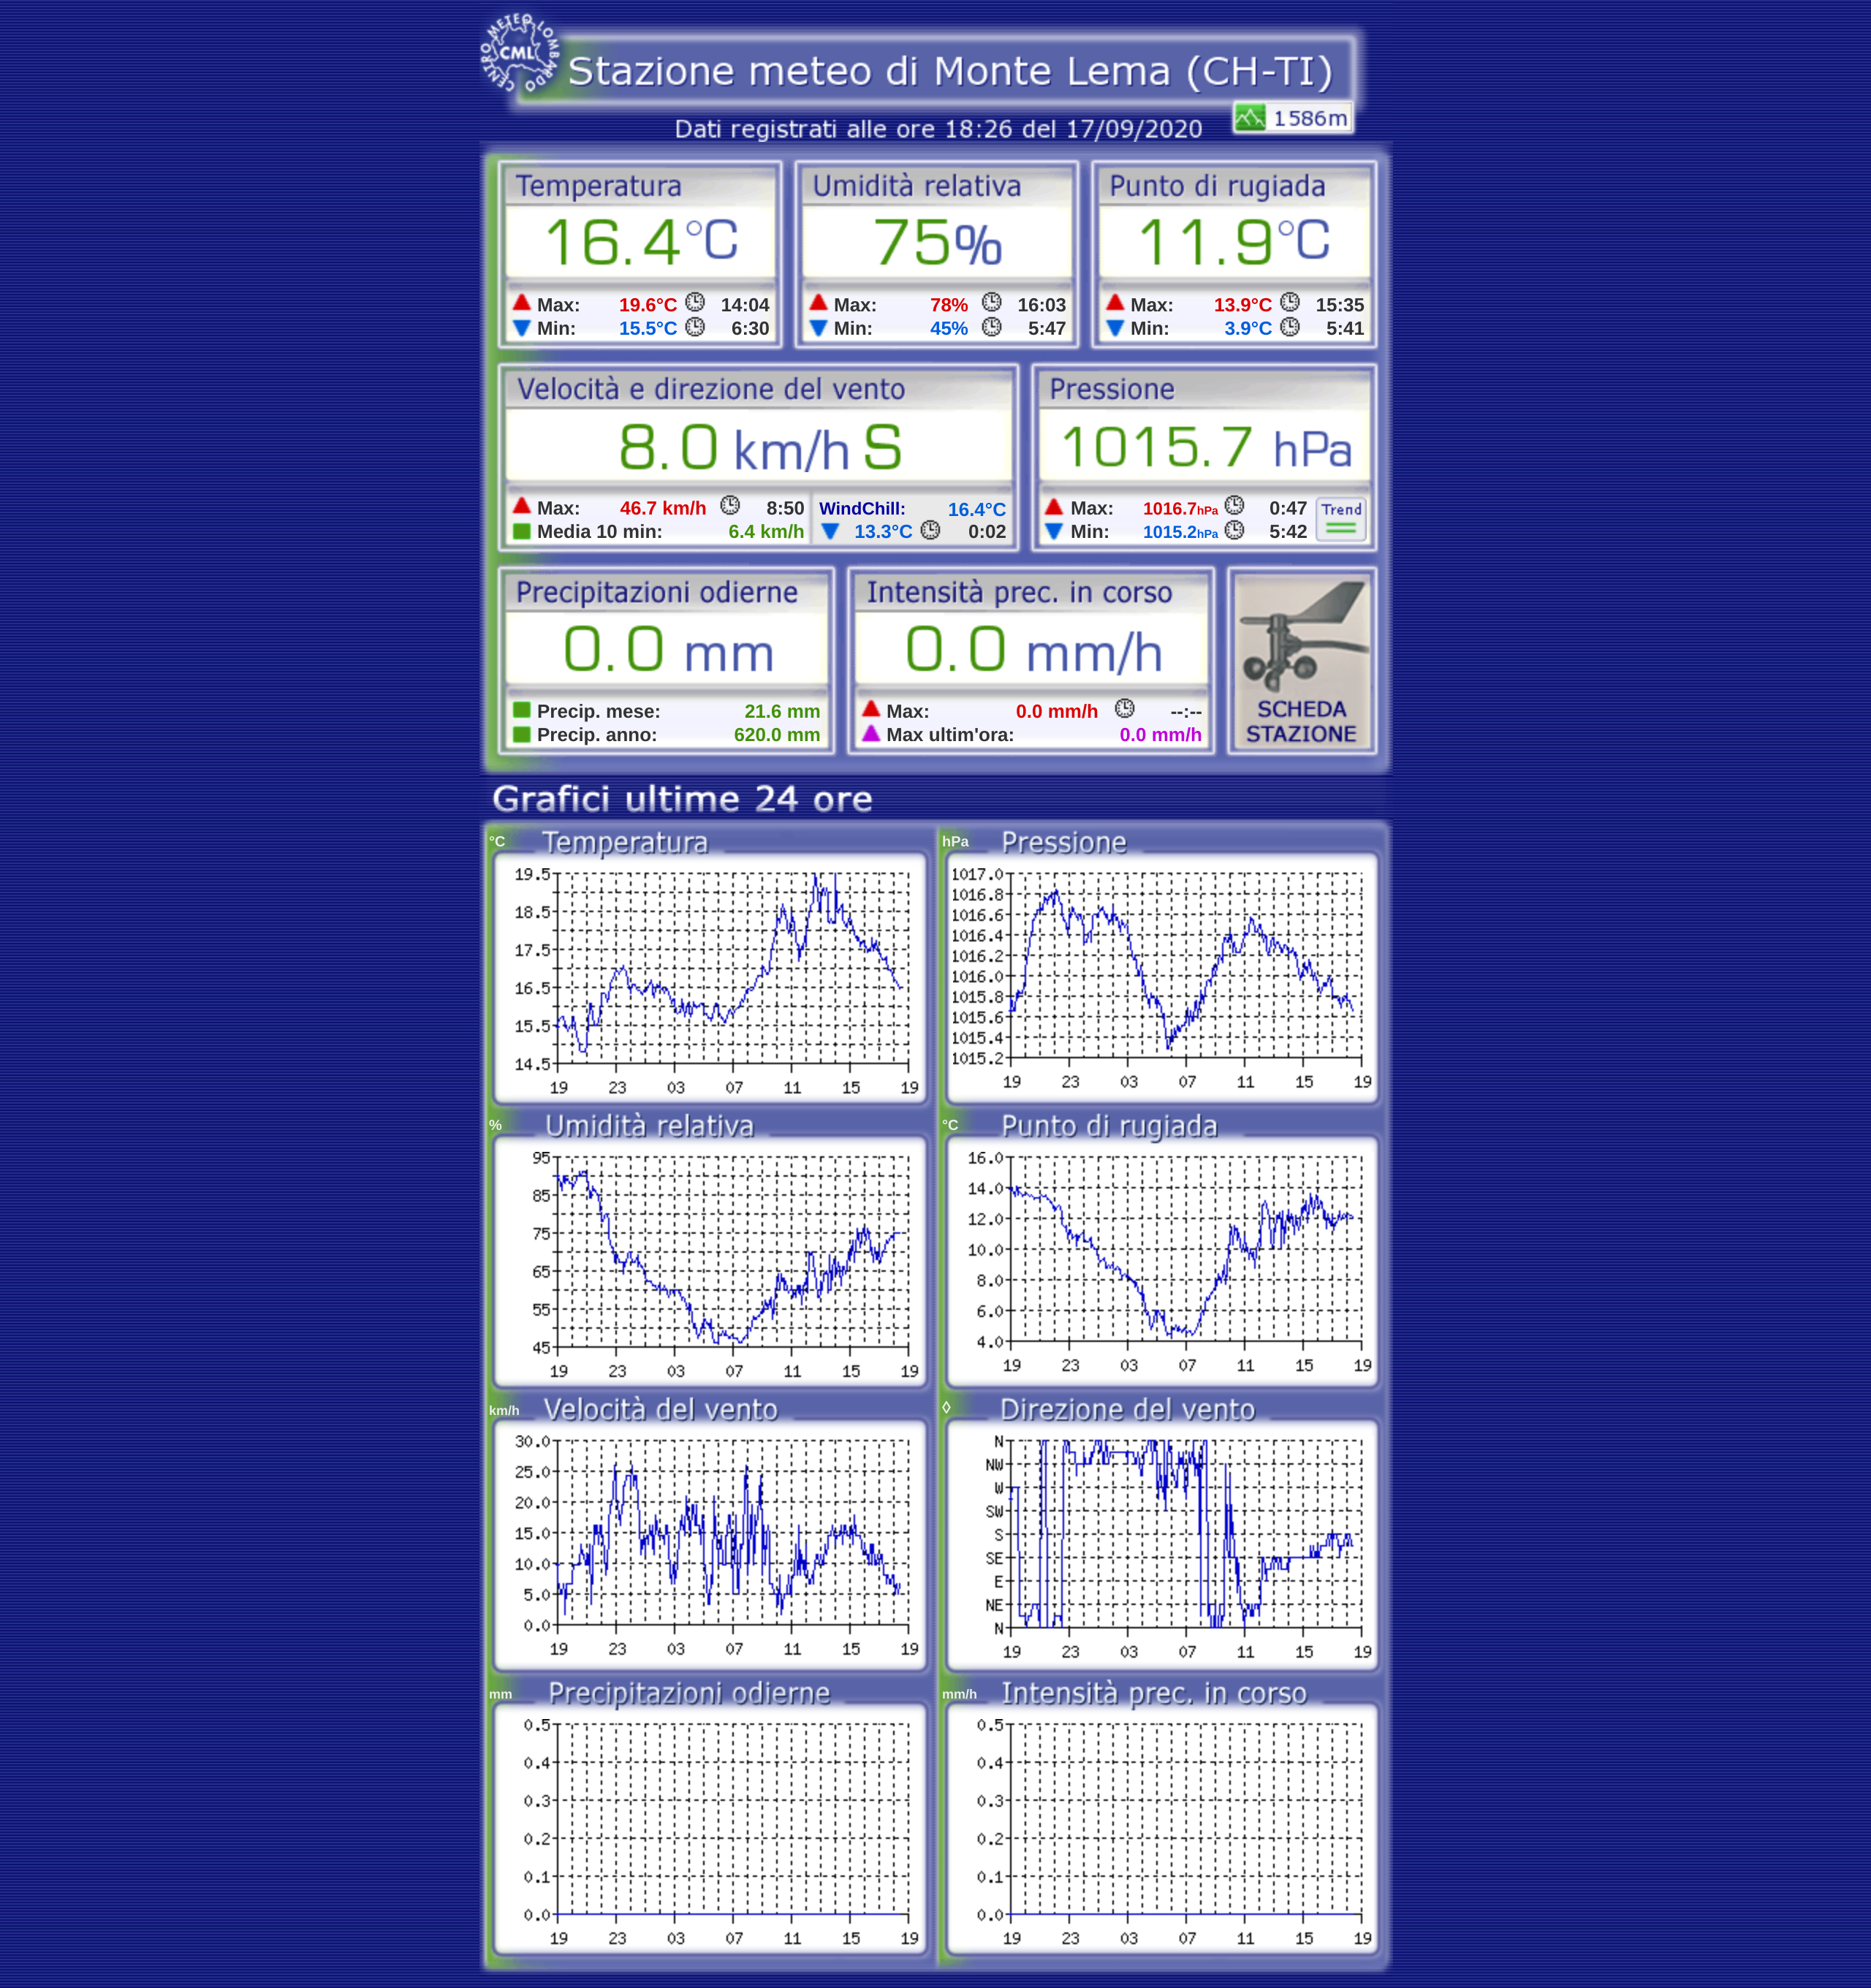 CENTRO METEO LOMBARDO
CML
Stazione meteo di Monte Lema (CH-TI)
1586m
Dati registrati alle ore 18:26 del 17/09/2020
Temperatura
16.4°C
Max: 19.6°C 14:04
Min: 15.5°C 6:30
Umidità relativa
75%
Max: 78% 16:03
Min: 45% 5:47
Punto di rugiada
11.9°C
Max: 13.9°C 15:35
Min: 3.9°C 5:41
Velocità e direzione del vento
8.0 km/h S
Max: 46.7 km/h 8:50
Media 10 min: 6.4 km/h
WindChill: 16.4°C
13.3°C 0:02
Pressione
1015.7 hPa
Max: 1016.7hPa 0:47
Min: 1015.2hPa 5:42
Trend
Precipitazioni odierne
0.0 mm
Precip. mese: 21.6 mm
Precip. anno: 620.0 mm
Intensità prec. in corso
0.0 mm/h
Max: 0.0 mm/h --:--
Max ultim'ora: 0.0 mm/h
SCHEDA
STAZIONE
Grafici ultime 24 ore
°C Temperatura
19.5
18.5
17.5
16.5
15.5
14.5
19 23 03 07 11 15 19
hPa Pressione
1017.0
1016.8
1016.6
1016.4
1016.2
1016.0
1015.8
1015.6
1015.4
1015.2
19 23 03 07 11 15 19
% Umidità relativa
95
85
75
65
55
45
19 23 03 07 11 15 19
°C Punto di rugiada
16.0
14.0
12.0
10.0
8.0
6.0
4.0
19 23 03 07 11 15 19
km/h Velocità del vento
30.0
25.0
20.0
15.0
10.0
5.0
0.0
19 23 03 07 11 15 19
◊ Direzione del vento
N
NW
W
SW
S
SE
E
NE
N
19 23 03 07 11 15 19
mm Precipitazioni odierne
0.5
0.4
0.3
0.2
0.1
0.0
19 23 03 07 11 15 19
mm/h Intensità prec. in corso
0.5
0.4
0.3
0.2
0.1
0.0
19 23 03 07 11 15 19